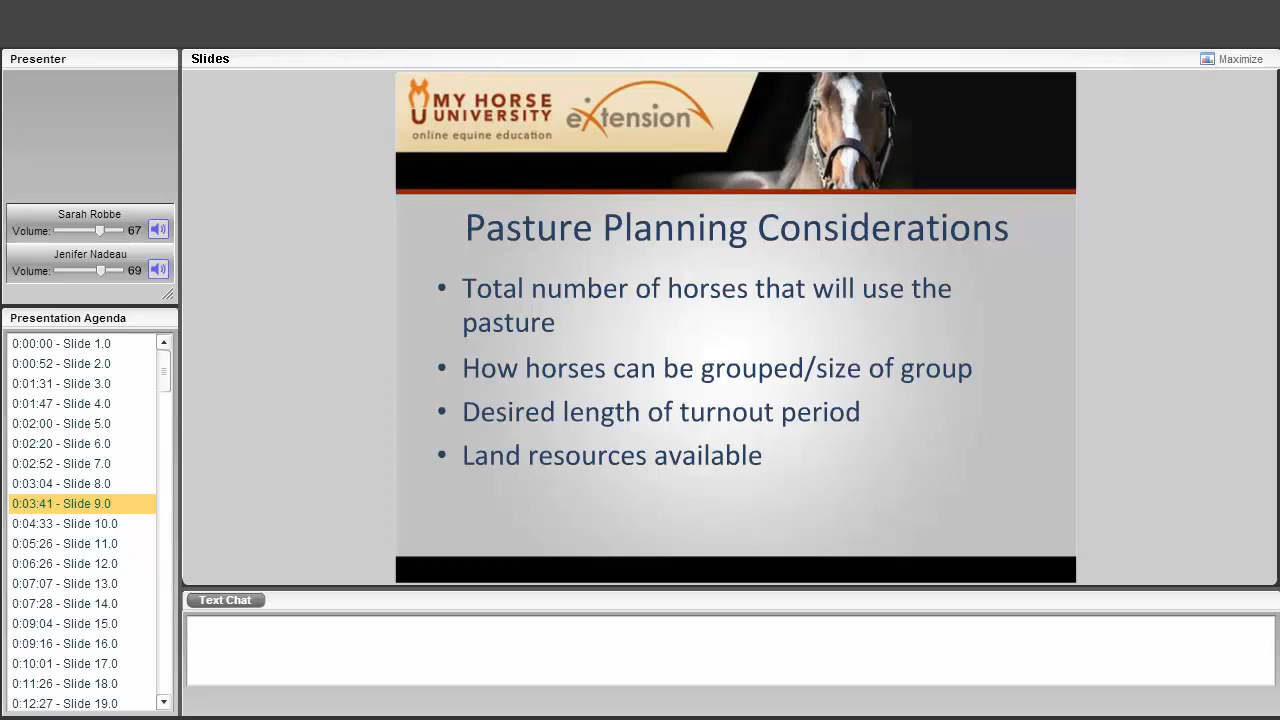 Presenter
Slides
Maximize
MY HORSE
UNIVERSITY
online equine education
eXtension
Sarah Robbe
Volume: 67
Jenifer Nadeau
Volume: 69
Presentation Agenda
0:00:00 - Slide 1.0
0:00:52 - Slide 2.0
0:01:31 - Slide 3.0
0:01:47 - Slide 4.0
0:02:00 - Slide 5.0
0:02:20 - Slide 6.0
0:02:52 - Slide 7.0
0:03:04 - Slide 8.0
0:03:41 - Slide 9.0
0:04:33 - Slide 10.0
0:05:26 - Slide 11.0
0:06:26 - Slide 12.0
0:07:07 - Slide 13.0
0:07:28 - Slide 14.0
0:09:04 - Slide 15.0
0:09:16 - Slide 16.0
0:10:01 - Slide 17.0
0:11:26 - Slide 18.0
0:12:27 - Slide 19.0
Pasture Planning Considerations
• Total number of horses that will use the
pasture
• How horses can be grouped/size of group
• Desired length of turnout period
• Land resources available
Text Chat